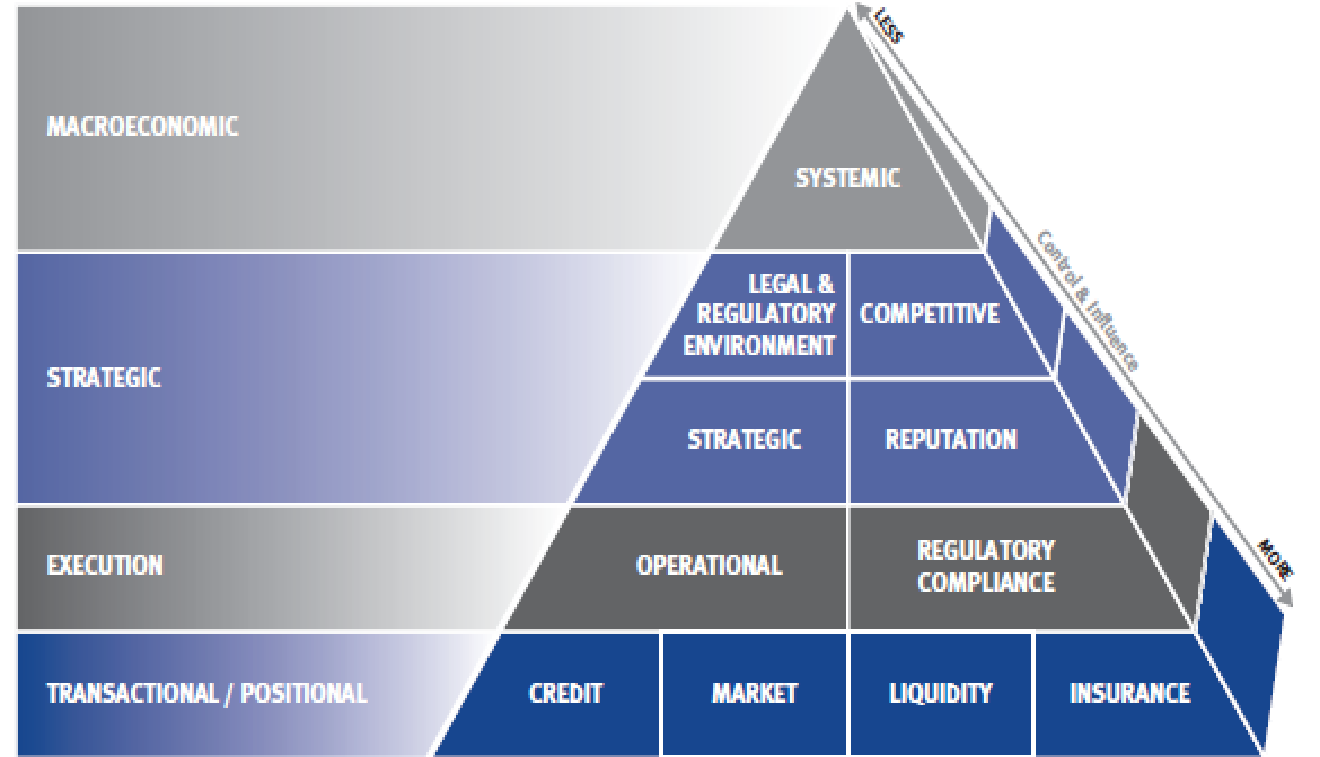 LESS
MACROECONOMIC
SYSTEMIC
Control & Influence
LEGAL &
REGULATORY
ENVIRONMENT
COMPETITIVE
STRATEGIC
STRATEGIC
REPUTATION
MORE
EXECUTION
OPERATIONAL
REGULATORY
COMPLIANCE
TRANSACTIONAL / POSITIONAL
CREDIT
MARKET
LIQUIDITY
INSURANCE